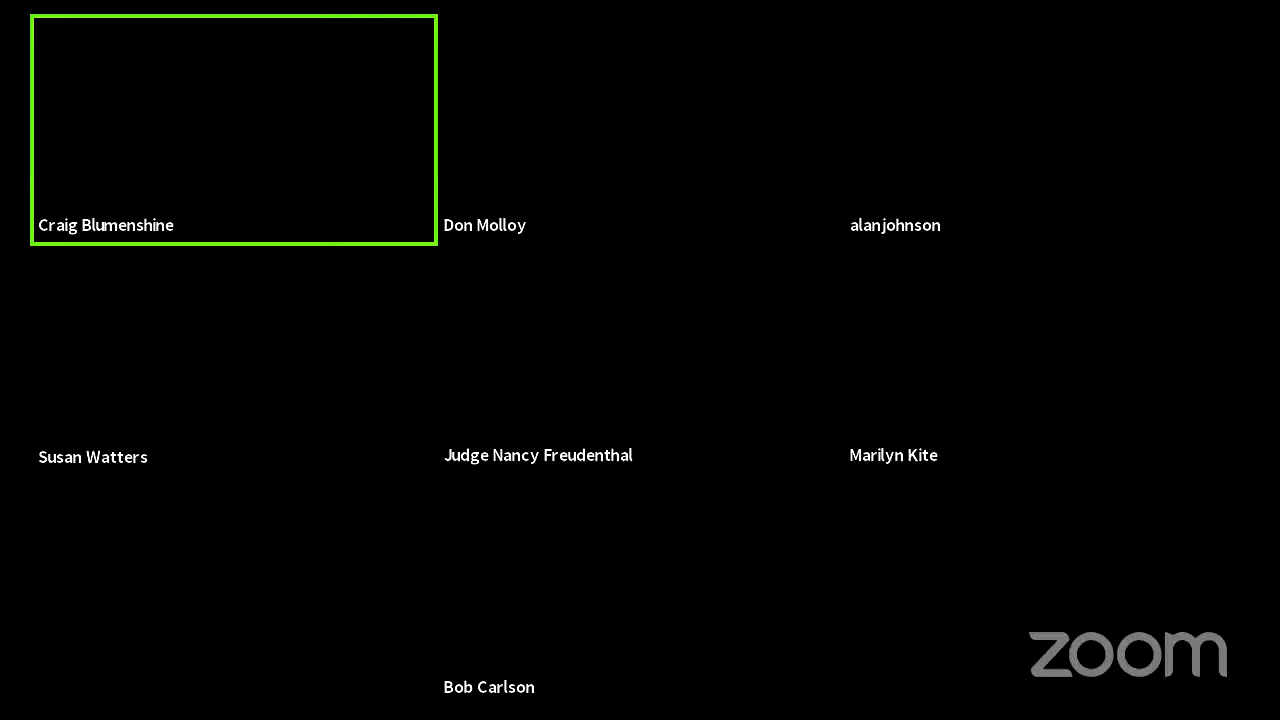 Craig Blumenshine
Don Molloy
alanjohnson
Susan Watters
Judge Nancy Freudenthal
Marilyn Kite
Bob Carlson
zoom